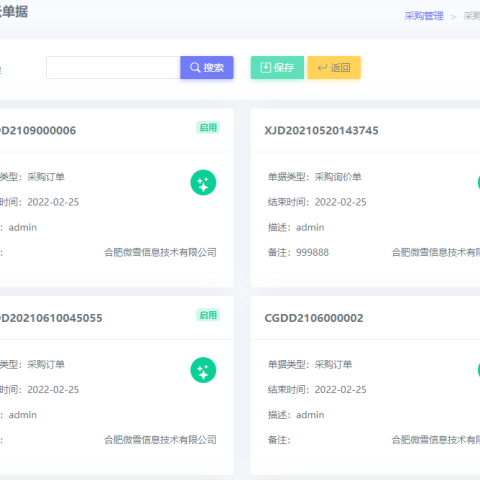 单据
采购管理 > 采购
搜索 保存 返回
DD2109000006 启用
类型：采购订单
时间：2022-02-25
：admin
： 合肥微雪信息技术有限公司
XJD20210520143745
单据类型：采购询价单
结束时间：2022-02-25
描述：admin
备注：999888 合肥微雪信息技术有限
DD20210610045055 启用
类型：采购订单
时间：2022-02-25
：admin
： 合肥微雪信息技术有限公司
CGDD2106000002
单据类型：采购订单
结束时间：2022-02-25
描述：admin
备注： 合肥微雪信息技术有限